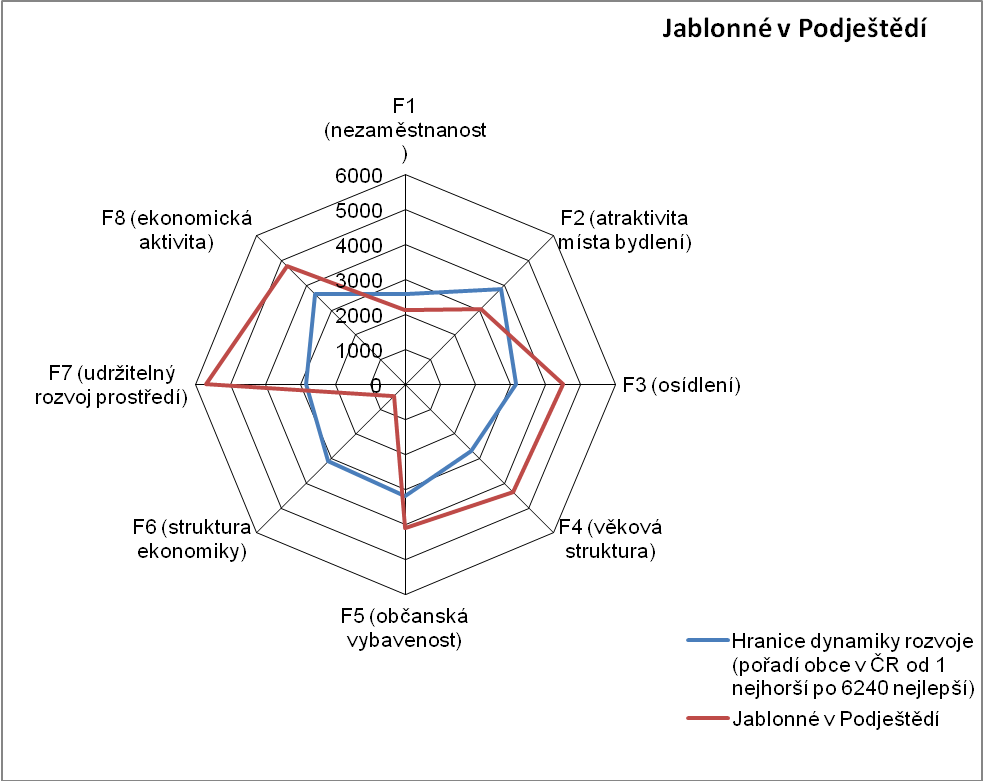 Jablonné v Podještědí
F1
(nezaměstnanost
)
6000
5000
4000
3000
2000
1000
0
F2 (atraktivita
místa bydlení)
F3 (osídlení)
F4 (věková
struktura)
F5 (občanská
vybavenost)
F6 (struktura
ekonomiky)
F7 (udržitelný
rozvoj prostředí)
F8 (ekonomická
aktivita)
Hranice dynamiky rozvoje
(pořadí obce v ČR od 1
nejhorší po 6240 nejlepší)
Jablonné v Podještědí